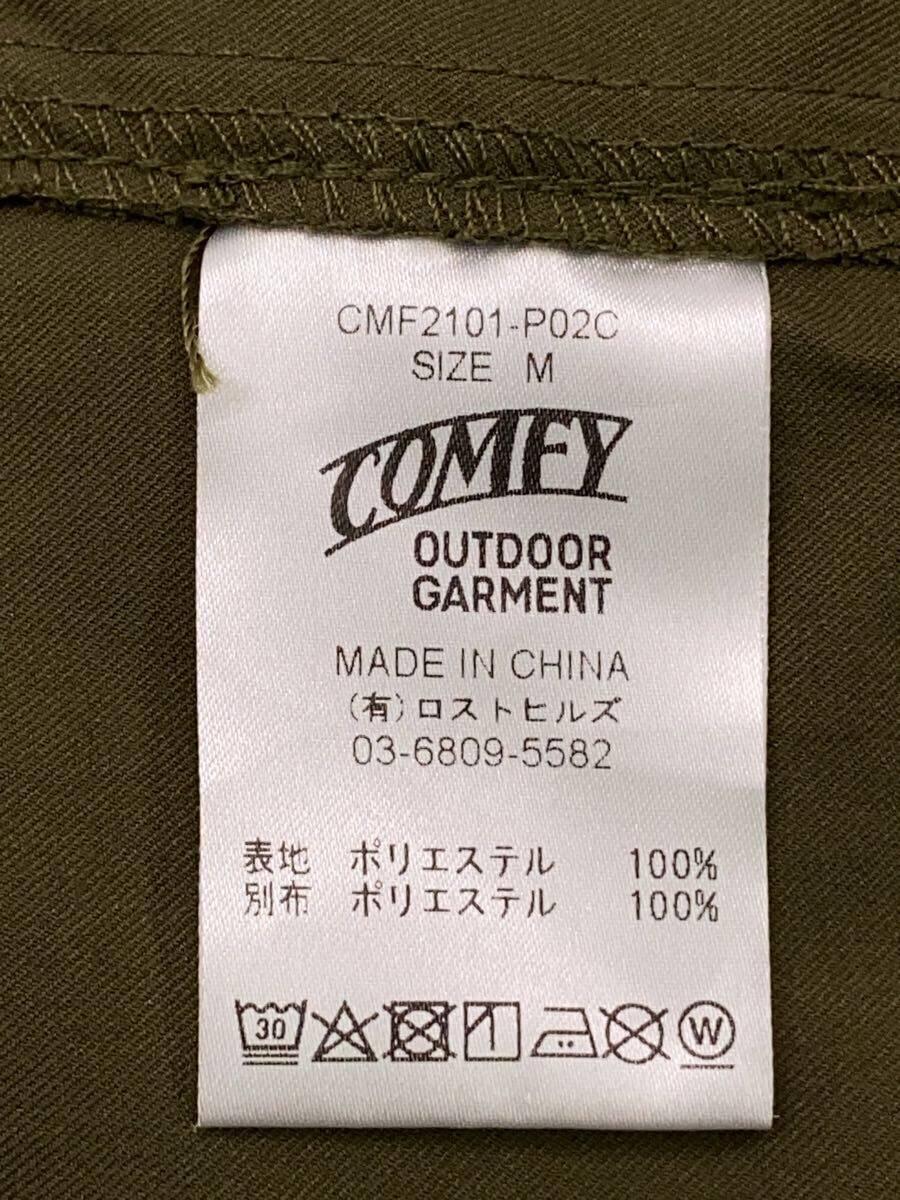 CMF2101-P02C
SIZE M
COMFY
OUTDOOR
GARMENT
MADE IN CHINA
(有)ロストヒルズ
03-6809-5582
表地 ポリエステル 100%
別布 ポリエステル 100%
30 W